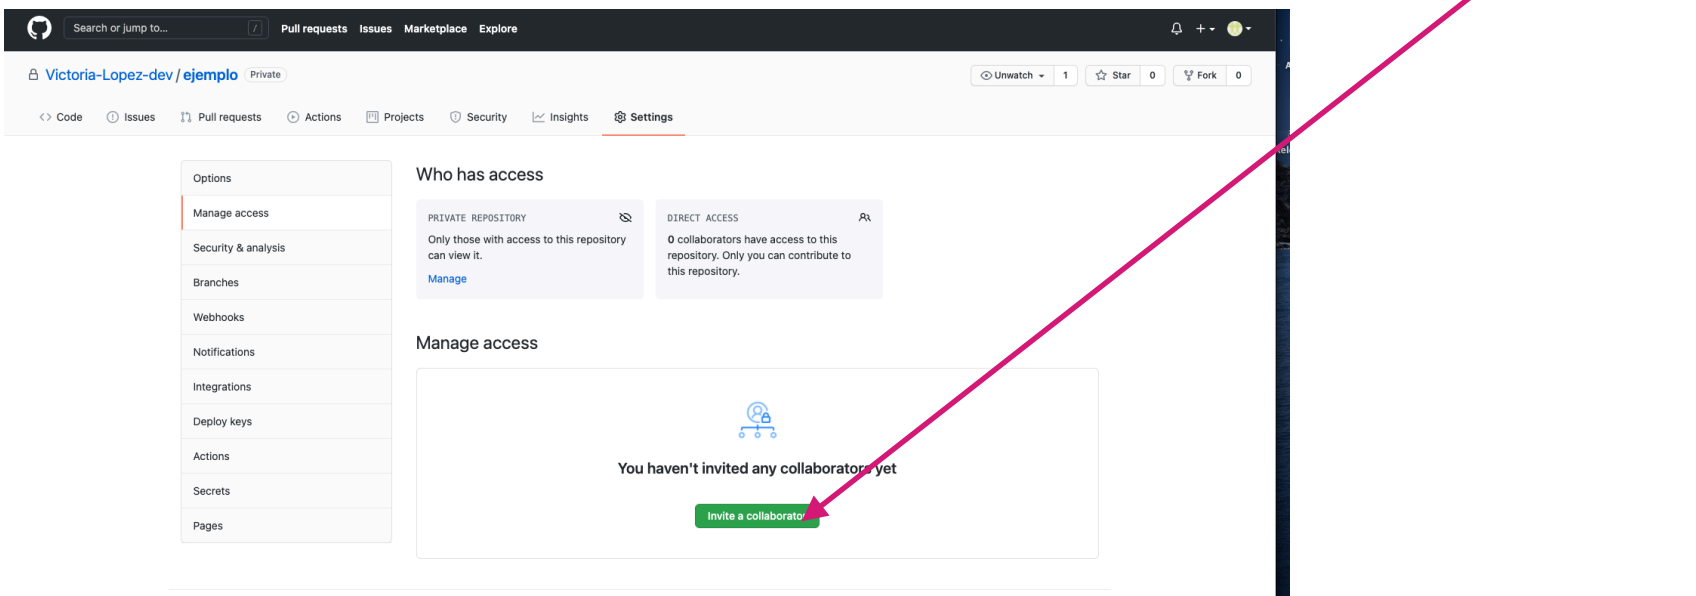 Search or jump to... /
Pull requests Issues Marketplace Explore
Victoria-Lopez-dev / ejemplo Private
Unwatch 1 Star 0 Fork 0
Code Issues Pull requests Actions Projects Security Insights Settings
Options
Manage access
Security & analysis
Branches
Webhooks
Notifications
Integrations
Deploy keys
Actions
Secrets
Pages
Who has access
PRIVATE REPOSITORY
Only those with access to this repository
can view it.
Manage
DIRECT ACCESS
0 collaborators have access to this
repository. Only you can contribute to
this repository.
Manage access
You haven't invited any collaborators yet
Invite a collaborator